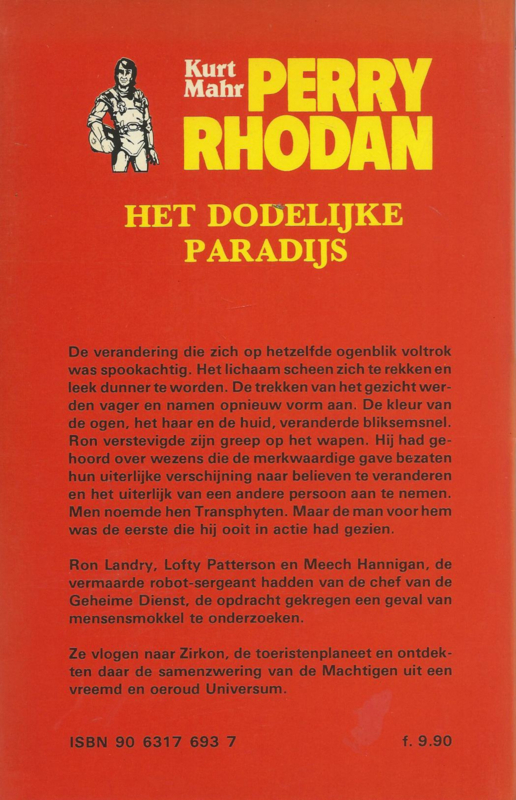 Kurt
Mahr
PERRY
RHODAN
HET DODELIJKE
PARADIJS
De verandering die zich op hetzelfde ogenblik voltrok
was spookachtig. Het lichaam scheen zich te rekken en
leek dunner te worden. De trekken van het gezicht wer-
den vager en namen opnieuw vorm aan. De kleur van
de ogen, het haar en de huid, veranderde bliksemsnel.
Ron verstevigde zijn greep op het wapen. Hij had ge-
hoord over wezens die de merkwaardige gave bezaten
hun uiterlijke verschijning naar believen te veranderen
en het uiterlijk van een andere persoon aan te nemen.
Men noemde hen Transphyten. Maar de man voor hem
was de eerste die hij ooit in actie had gezien.
Ron Landry, Lofty Patterson en Meech Hannigan, de
vermaarde robot-sergeant hadden van de chef van de
Geheime Dienst, de opdracht gekregen een geval van
mensensmokkel te onderzoeken.
Ze vlogen naar Zirkon, de toeristenplaneet en ontdek-
ten daar de samenzwering van de Machtigen uit een
vreemd en oeroud Universum.
ISBN 90 6317 693 7
f. 9.90